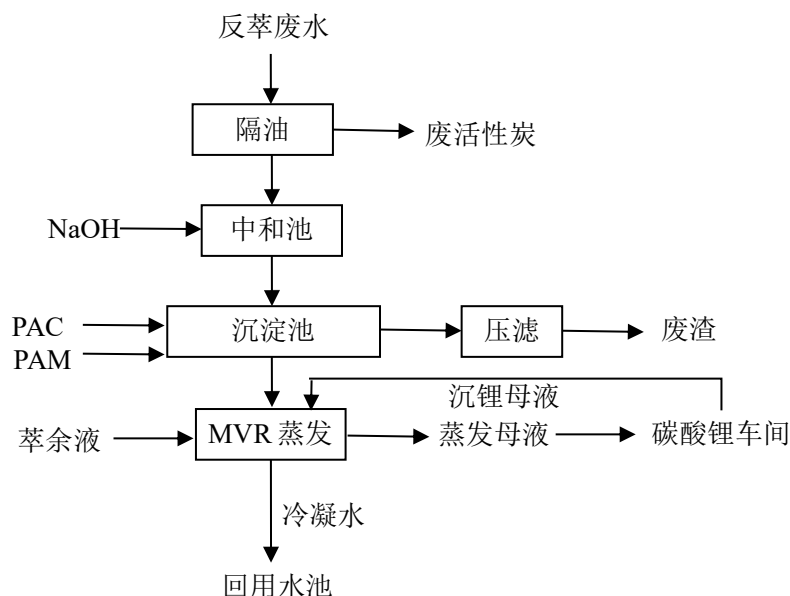 反萃废水
隔油
废活性炭
NaOH
中和池
PAC
PAM
沉淀池
压滤
废渣
沉锂母液
萃余液
MVR 蒸发
蒸发母液
碳酸锂车间
冷凝水
回用水池